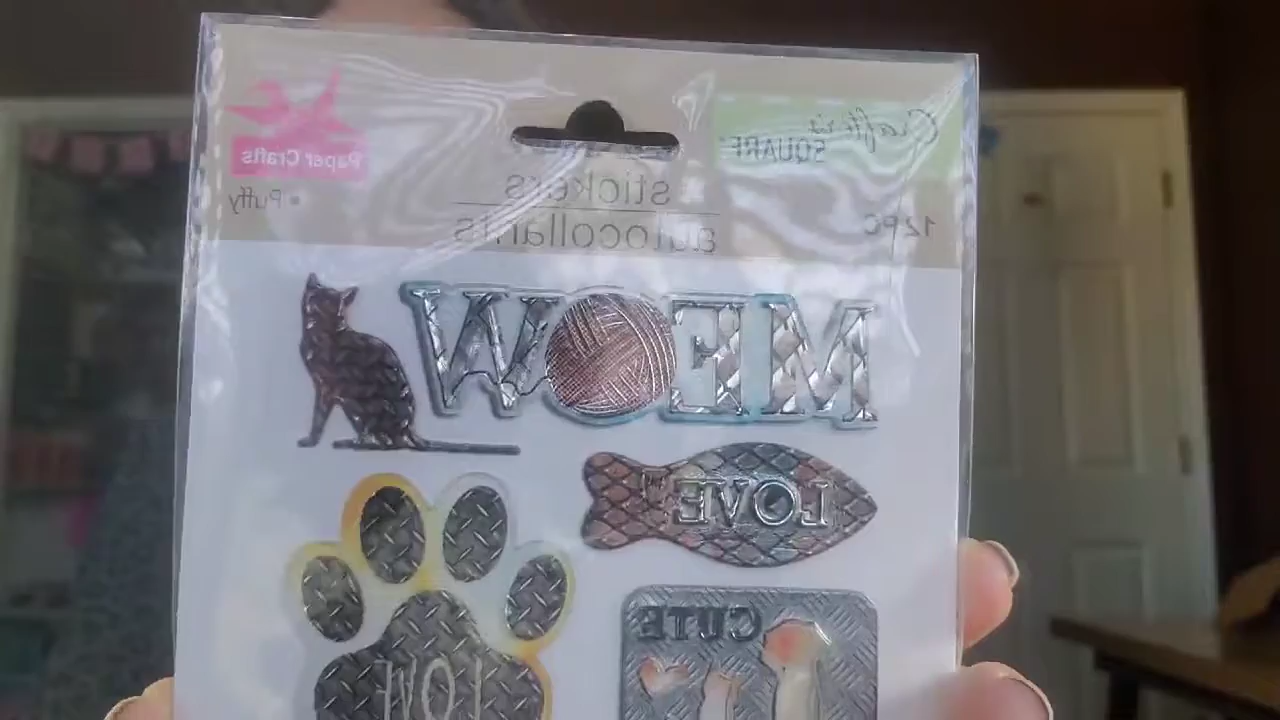 Crafter's
SQUARE
Paper Crafts
12PC
stickers
autocollants
• Puffy
MEOW
LOVE
CUTE
LOVE